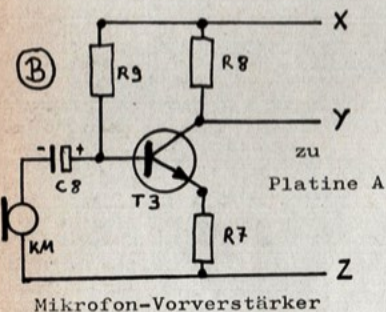 X
B
R9
R8
Y
zu
- +
Platine A
C8
T3
KM
R7
Z
Mikrofon-Vorverstärker